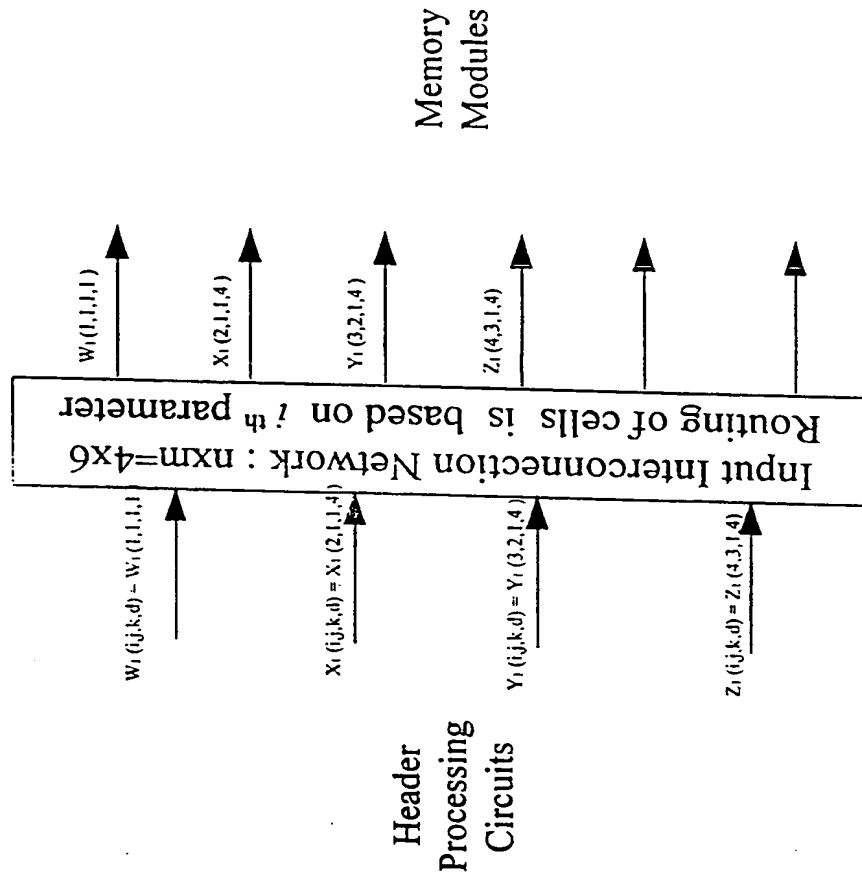 Header
Processing
Circuits
W1 (i,j,k,d) – W1 (1,1,1,1
X1 (i,j,k,d) = X1 (2,1,1,4)
Y1 (i,j,k,d) = Y1 (3,2,1,4)
Z1 (i,j,k,d) = Z1 (4,3,1,4)
Input Interconnection Network : nxm=4x6
Routing of cells is based on i th parameter
W1 (1,1,1,1)
X1 (2,1,1,4)
Y1 (3,2,1,4)
Z1 (4,3,1,4)
Memory
Modules